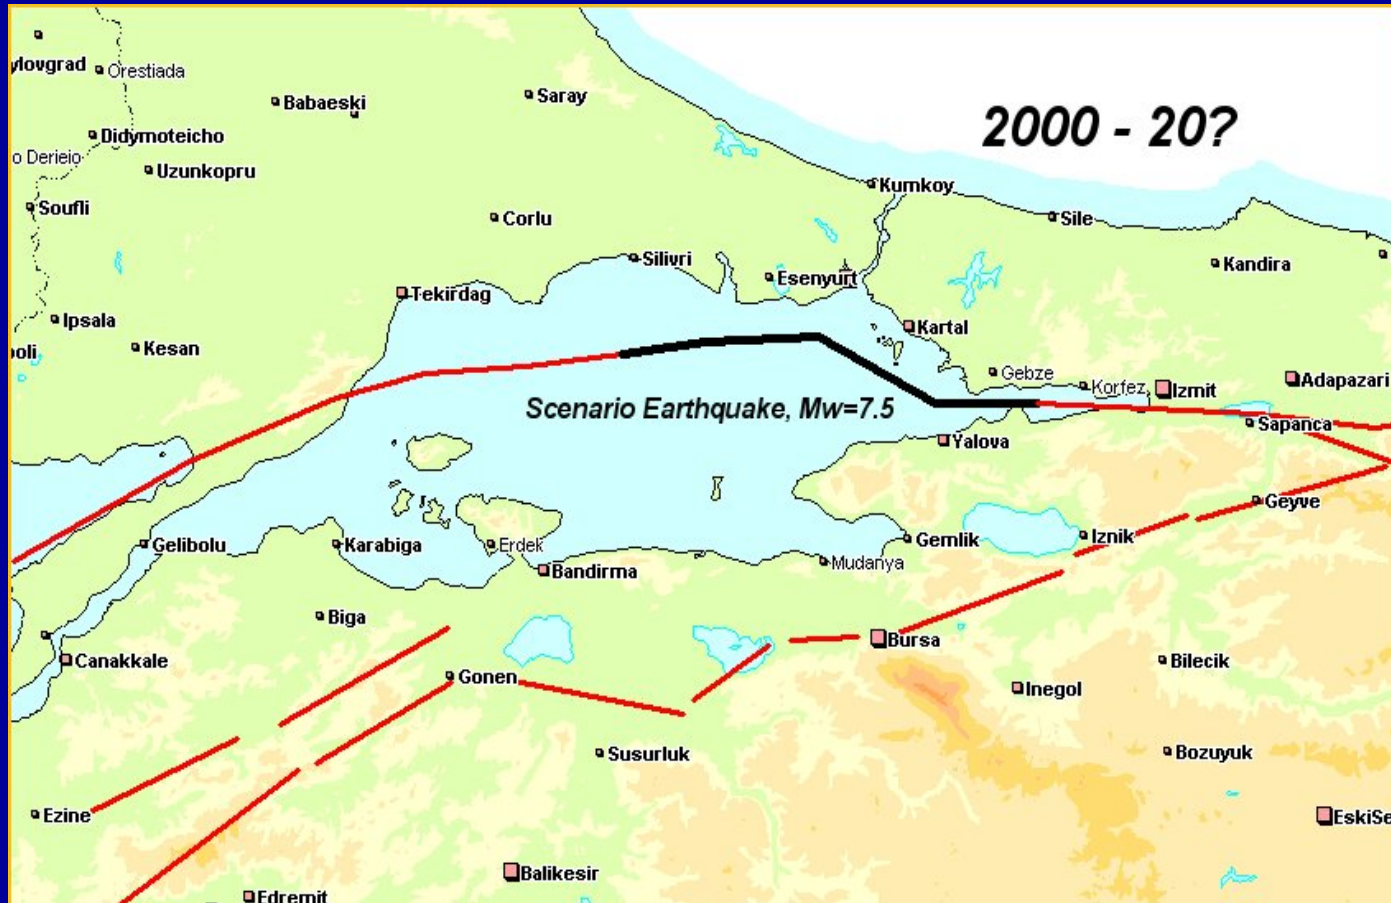 ylovgrad
Orestiada
Babaeski
Saray
2000 - 20?
Didymoteicho
o Derieio
Uzunkopru
Kumkoy
Soufli
Corlu
Sile
Silivri
Kandira
Esenyurt
Tekirdag
Ipsala
Kartal
Kesan
poli
Gebze
Adapazari
Korfez
Izmit
Scenario Earthquake, Mw=7.5
Sapanca
Yalova
Geyve
Gelibolu
Karabiga
Erdek
Gemlik
Iznik
Mudanya
Bandirma
Biga
Bursa
Canakkale
Bilecik
Gonen
Inegol
Susurluk
Bozuyuk
Ezine
EskiSe
Balikesir
Edremit